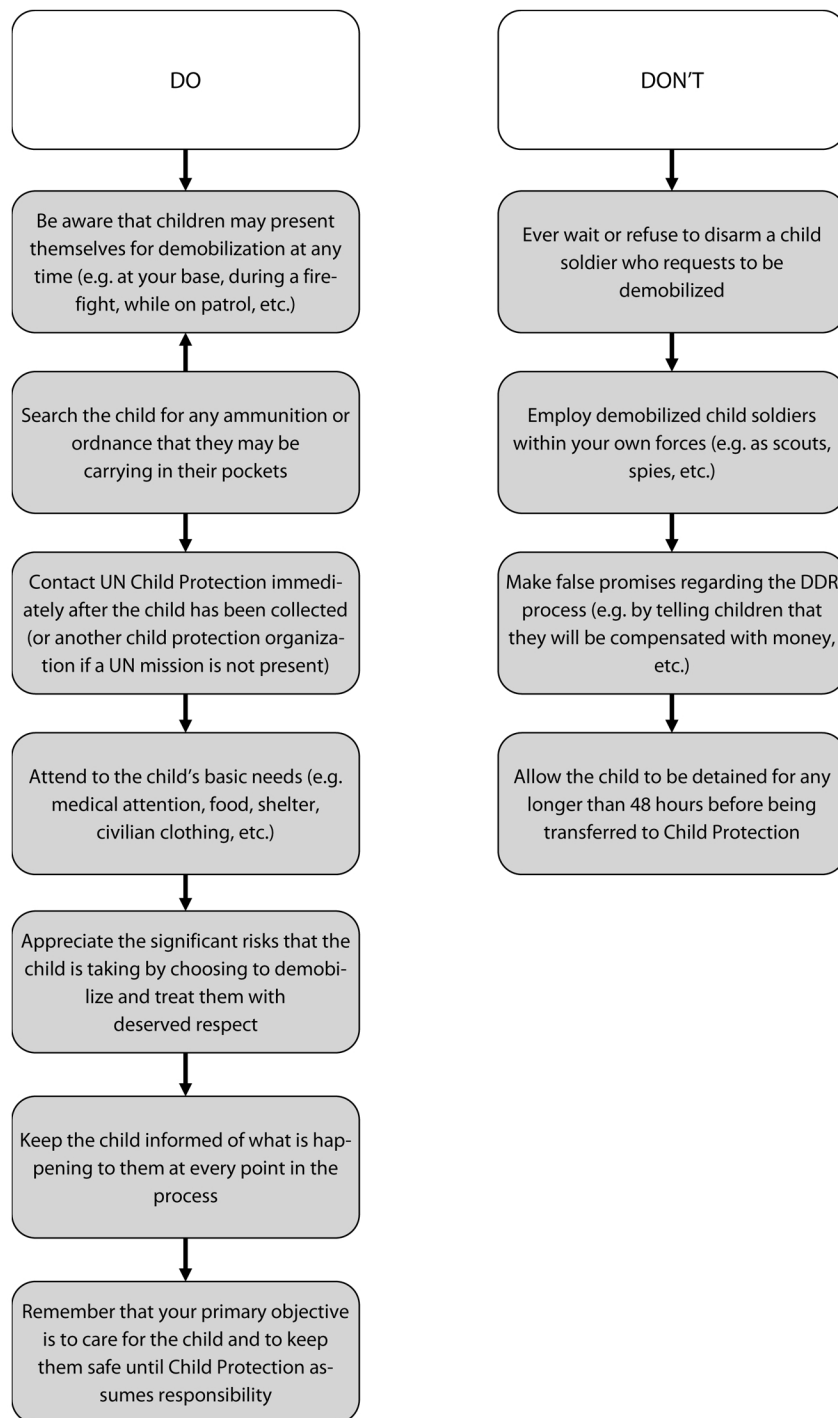 DO
Be aware that children may present
themselves for demobilization at any
time (e.g. at your base, during a fire-
fight, while on patrol, etc.)
Search the child for any ammunition or
ordnance that they may be
carrying in their pockets
Contact UN Child Protection immedi-
ately after the child has been collected
(or another child protection organiza-
tion if a UN mission is not present)
Attend to the child’s basic needs (e.g.
medical attention, food, shelter,
civilian clothing, etc.)
Appreciate the significant risks that the
child is taking by choosing to demobi-
lize and treat them with
deserved respect
Keep the child informed of what is hap-
pening to them at every point in the
process
Remember that your primary objective
is to care for the child and to keep
them safe until Child Protection as-
sumes responsibility
DON’T
Ever wait or refuse to disarm a child
soldier who requests to be
demobilized
Employ demobilized child soldiers
within your own forces (e.g. as scouts,
spies, etc.)
Make false promises regarding the DDR
process (e.g. by telling children that
they will be compensated with money,
etc.)
Allow the child to be detained for any
longer than 48 hours before being
transferred to Child Protection